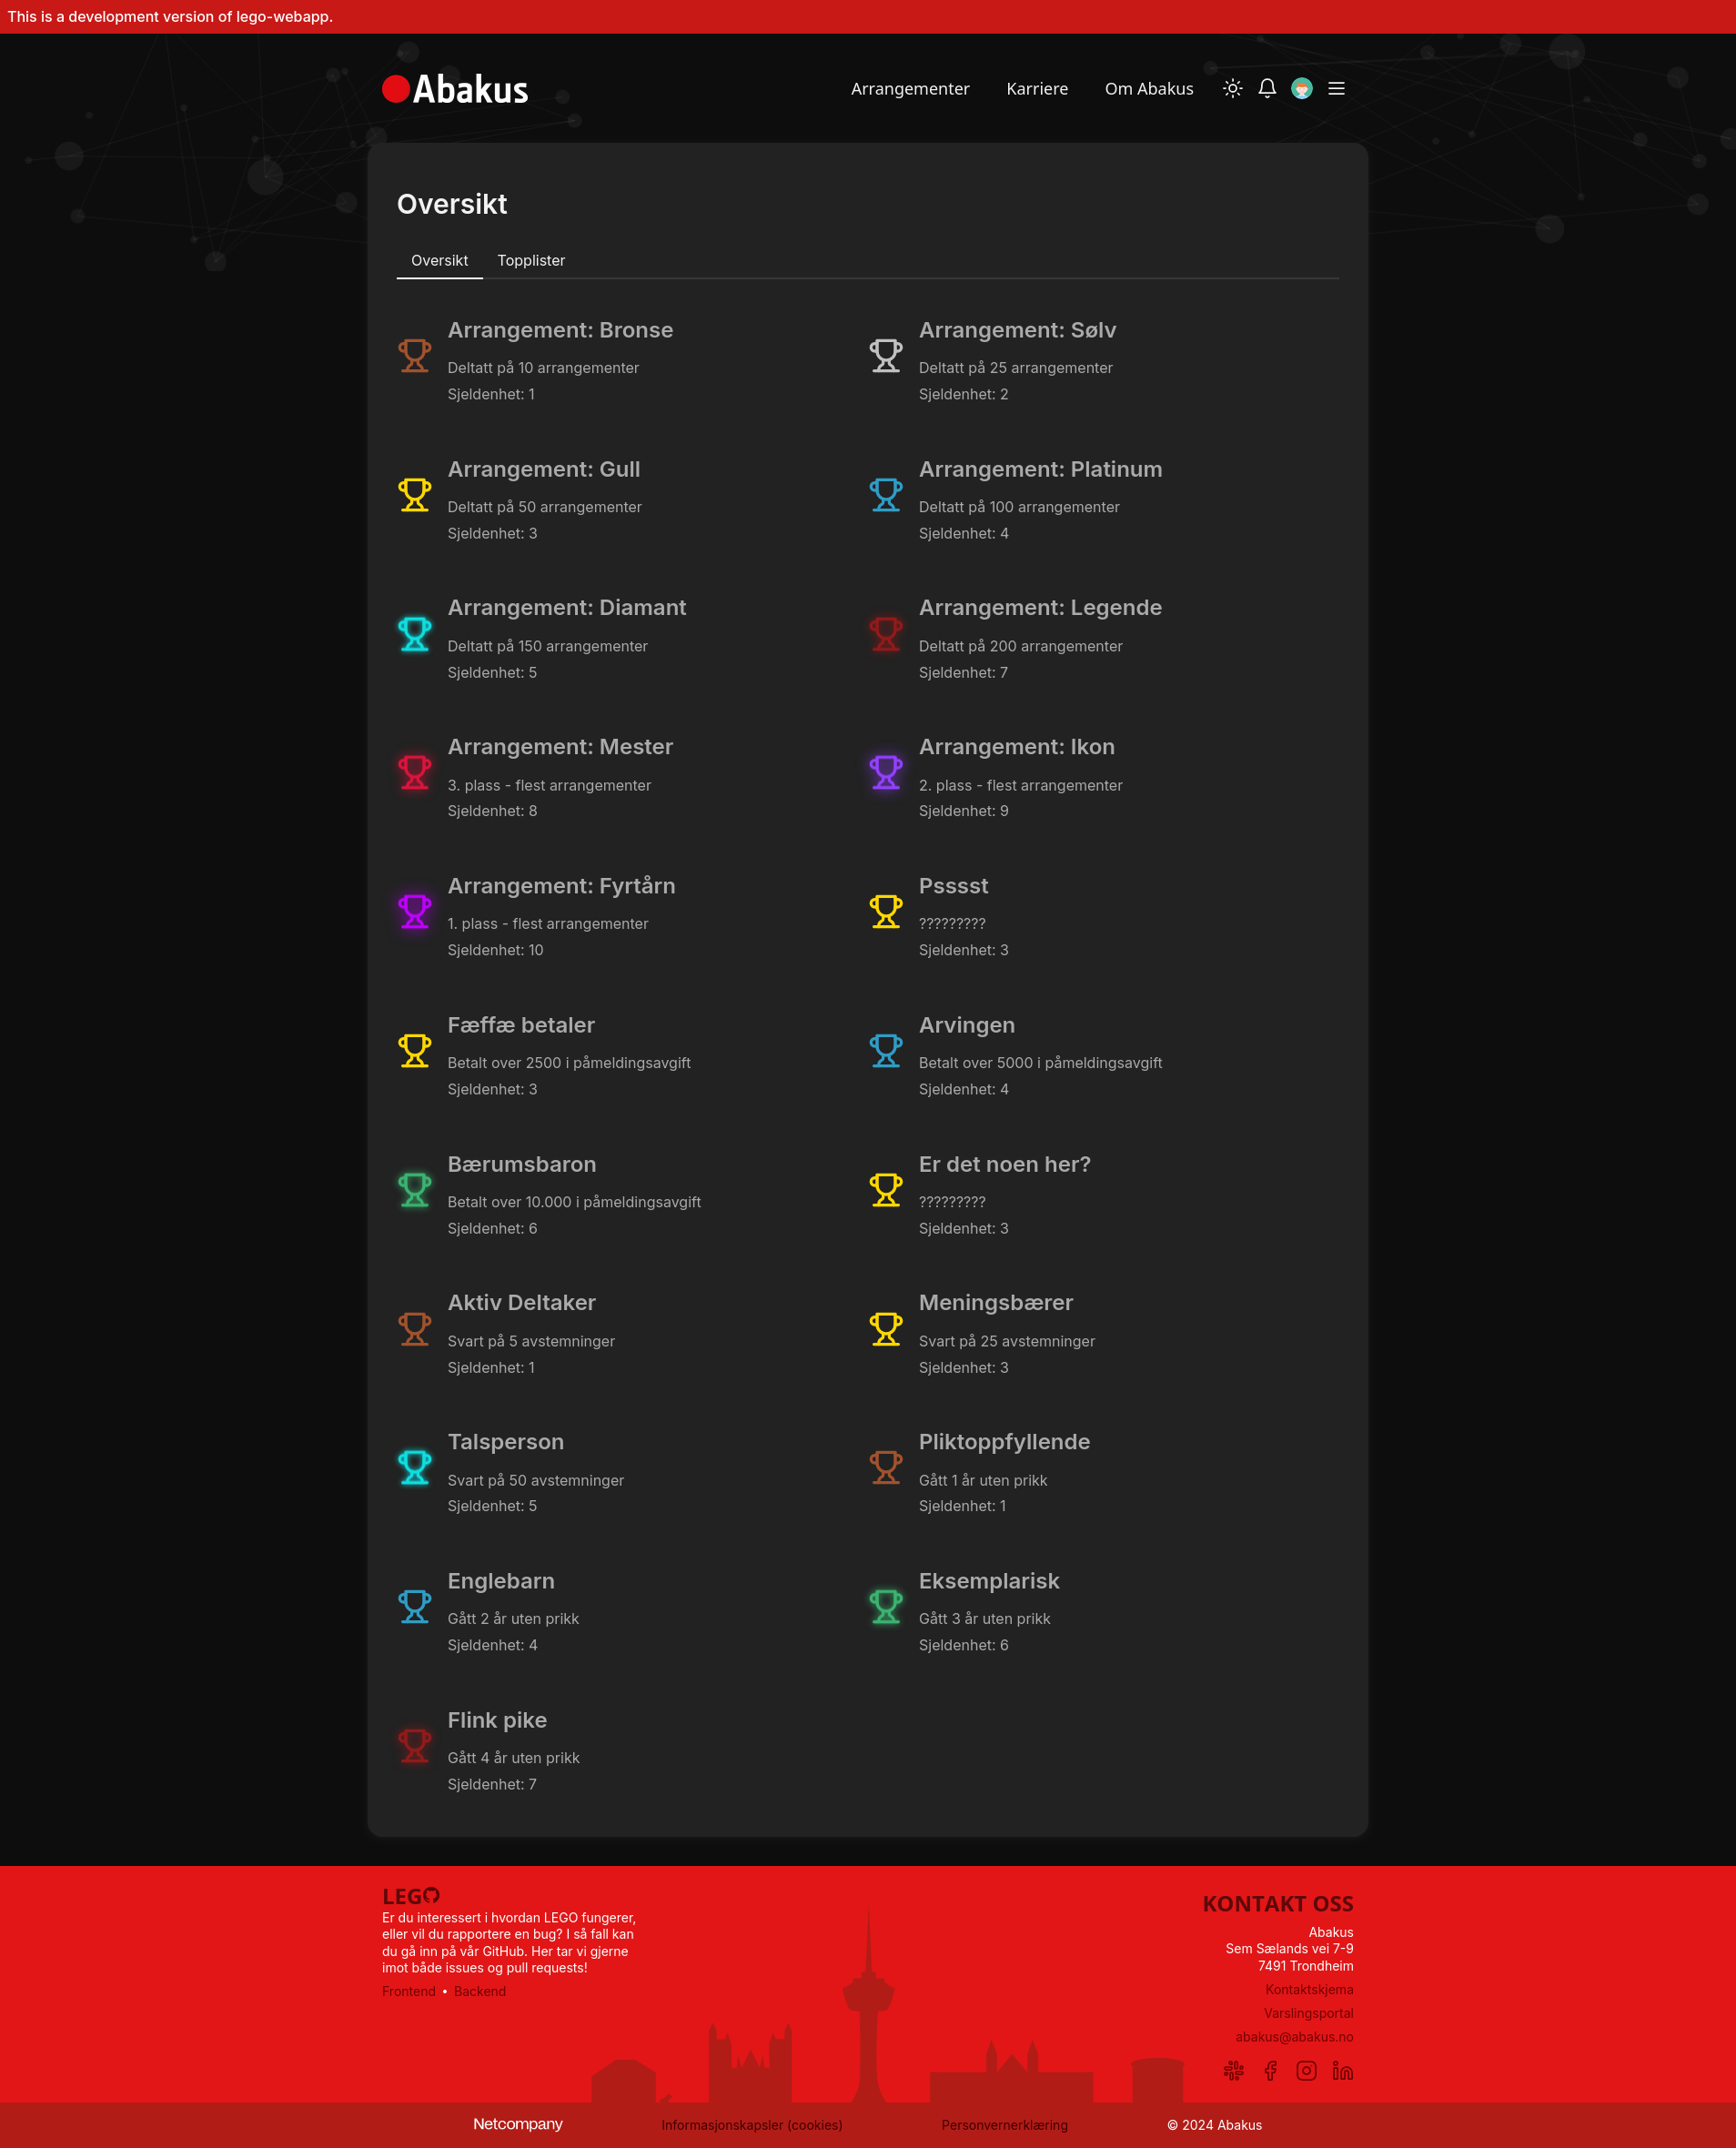 This is a development version of lego-webapp.
Abakus
Arrangementer Karriere Om Abakus
Oversikt
Oversikt Topplister
Arrangement: Bronse
Deltatt på 10 arrangementer
Sjeldenhet: 1
Arrangement: Sølv
Deltatt på 25 arrangementer
Sjeldenhet: 2
Arrangement: Gull
Deltatt på 50 arrangementer
Sjeldenhet: 3
Arrangement: Platinum
Deltatt på 100 arrangementer
Sjeldenhet: 4
Arrangement: Diamant
Deltatt på 150 arrangementer
Sjeldenhet: 5
Arrangement: Legende
Deltatt på 200 arrangementer
Sjeldenhet: 7
Arrangement: Mester
3. plass - flest arrangementer
Sjeldenhet: 8
Arrangement: Ikon
2. plass - flest arrangementer
Sjeldenhet: 9
Arrangement: Fyrtårn
1. plass - flest arrangementer
Sjeldenhet: 10
Psssst
?????????
Sjeldenhet: 3
Fæffæ betaler
Betalt over 2500 i påmeldingsavgift
Sjeldenhet: 3
Arvingen
Betalt over 5000 i påmeldingsavgift
Sjeldenhet: 4
Bærumsbaron
Betalt over 10.000 i påmeldingsavgift
Sjeldenhet: 6
Er det noen her?
?????????
Sjeldenhet: 3
Aktiv Deltaker
Svart på 5 avstemninger
Sjeldenhet: 1
Meningsbærer
Svart på 25 avstemninger
Sjeldenhet: 3
Talsperson
Svart på 50 avstemninger
Sjeldenhet: 5
Pliktoppfyllende
Gått 1 år uten prikk
Sjeldenhet: 1
Englebarn
Gått 2 år uten prikk
Sjeldenhet: 4
Eksemplarisk
Gått 3 år uten prikk
Sjeldenhet: 6
Flink pike
Gått 4 år uten prikk
Sjeldenhet: 7
LEGO
Er du interessert i hvordan LEGO fungerer,
eller vil du rapportere en bug? I så fall kan
du gå inn på vår GitHub. Her tar vi gjerne
imot både issues og pull requests!
Frontend • Backend
KONTAKT OSS
Abakus
Sem Sælands vei 7-9
7491 Trondheim
Kontaktskjema
Varslingsportal
abakus@abakus.no
Netcompany Informasjonskapsler (cookies) Personvernerklæring © 2024 Abakus